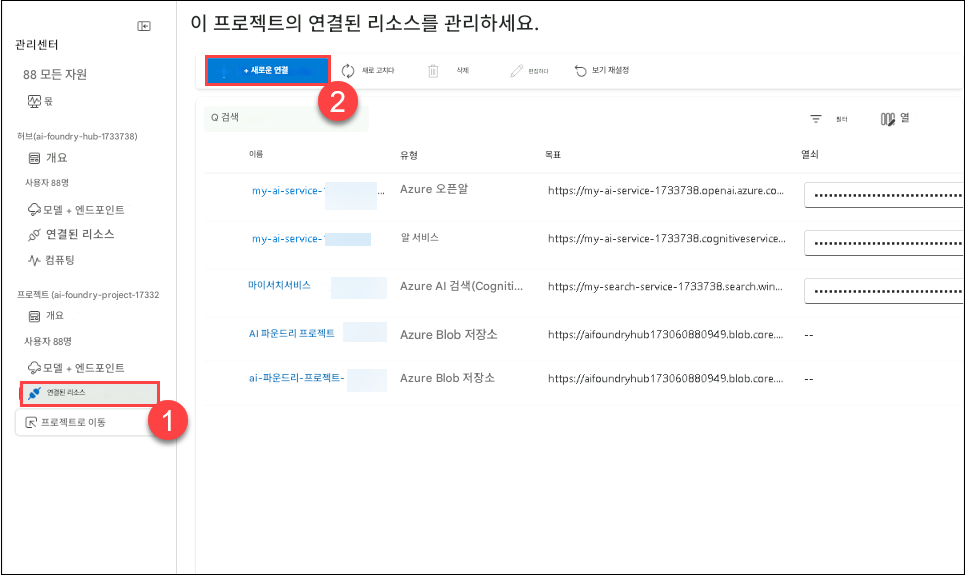 관리센터
88 모든 자원
몫
허브(ai-foundry-hub-1733738)
개요
사용자 88명
모델 + 엔드포인트
연결된 리소스
컴퓨팅
프로젝트 (ai-foundry-project-17332
개요
사용자 88명
모델 + 엔드포인트
연결된 리소스
1
프로젝트로 이동
이 프로젝트의 연결된 리소스를 관리하세요.
+ 새로운 연결 새로 고치다 삭제 편집하다 보기 재설정
2
Q 검색 필터 열
이름 유형 목표 열쇠
my-ai-service- ... Azure 오픈알 https://my-ai-service-1733738.openai.azure.co...
my-ai-service- 알 서비스 https://my-ai-service-1733738.cognitiveservice...
마이서치서비스 Azure AI 검색(Cogniti... https://my-search-service-1733738.search.win...
AI 파운드리 프로젝트 Azure Blob 저장소 https://aifoundryhub173060880949.blob.core.... --
ai-파운드리-프로젝트- Azure Blob 저장소 https://aifoundryhub173060880949.blob.core.... --